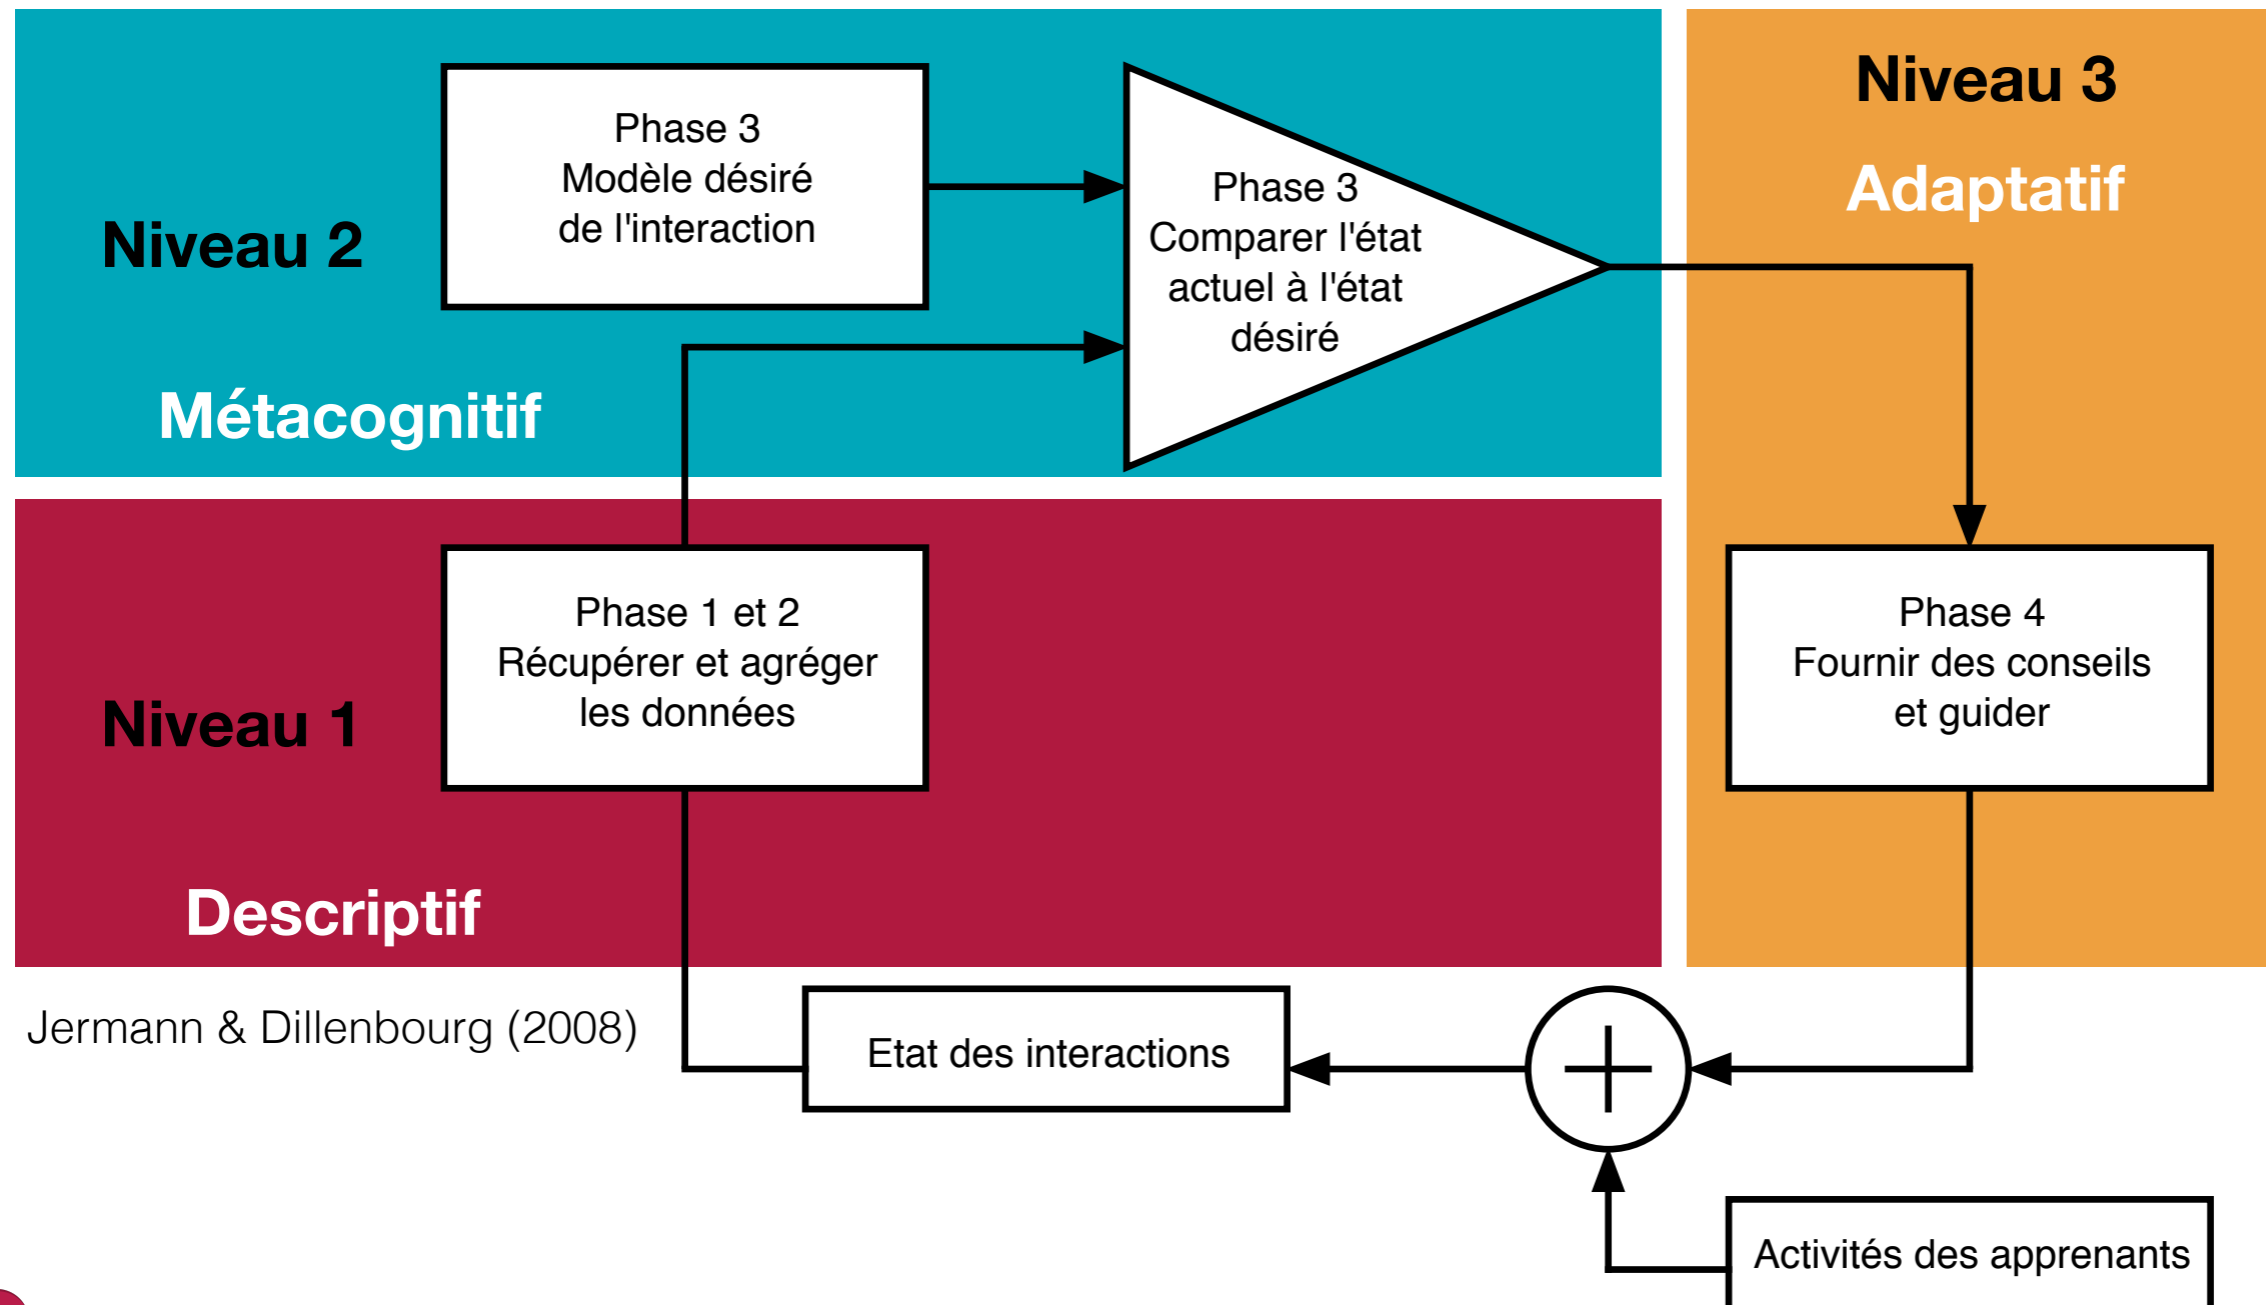 Niveau 2
Métacognitif
Phase 3
Modèle désiré
de l'interaction
Phase 3
Comparer l'état
actuel à l'état
désiré
Niveau 3
Adaptatif
Niveau 1
Descriptif
Phase 1 et 2
Récupérer et agréger
les données
Phase 4
Fournir des conseils
et guider
Jermann & Dillenbourg (2008)
Etat des interactions
Activités des apprenants